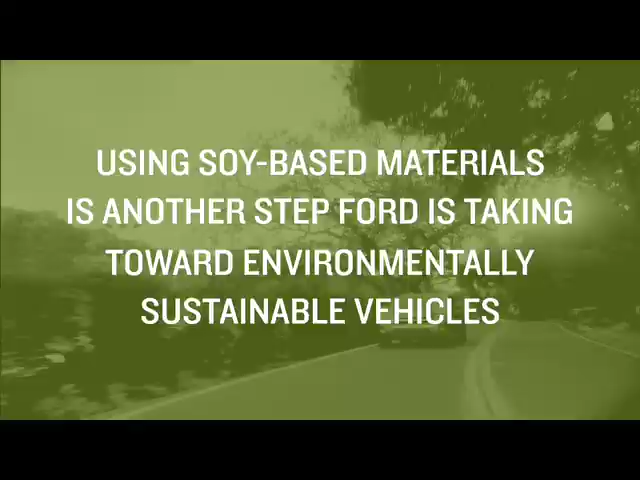 USING SOY-BASED MATERIALS
IS ANOTHER STEP FORD IS TAKING
TOWARD ENVIRONMENTALLY
SUSTAINABLE VEHICLES